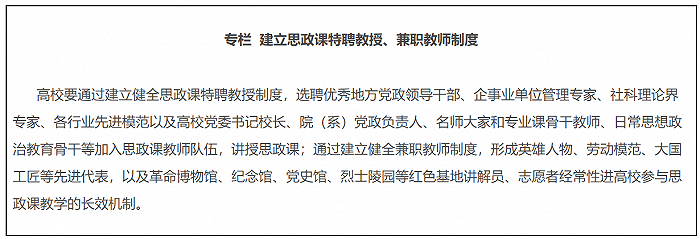 专栏 建立思政课特聘教授、兼职教师制度
高校要通过建立健全思政课特聘教授制度，选聘优秀地方党政领导干部、企事业单位管理专家、社科理论界
专家、各行业先进模范以及高校党委书记校长、院（系）党政负责人、名师大家和专业课骨干教师、日常思想政
治教育骨干等加入思政课教师队伍，讲授思政课；通过建立健全兼职教师制度，形成英雄人物、劳动模范、大国
工匠等先进代表，以及革命博物馆、纪念馆、党史馆、烈士陵园等红色基地讲解员、志愿者经常性进高校参与思
政课教学的长效机制。